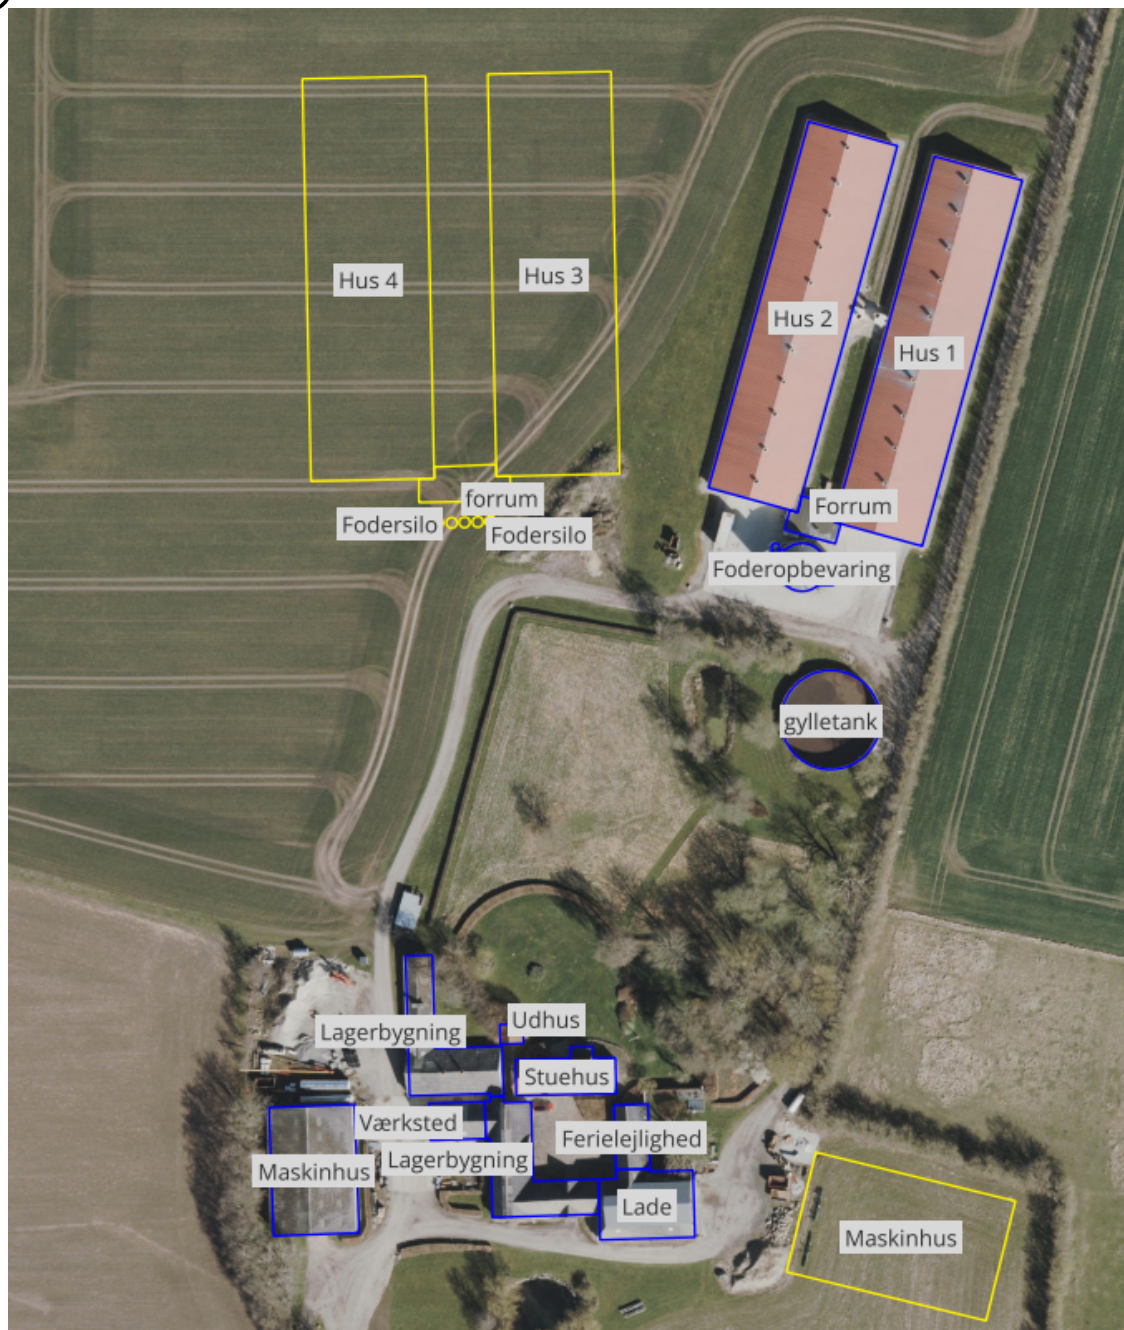 Hus 4
Hus 3
Hus 2
Hus 1
forrum
Forrum
Fodersilo
Fodersilo
Foderopbevaring
gylletank
Udhus
Lagerbygning
Stuehus
Værksted
Ferielejlighed
Lagerbygning
Maskinhus
Lade
Maskinhus